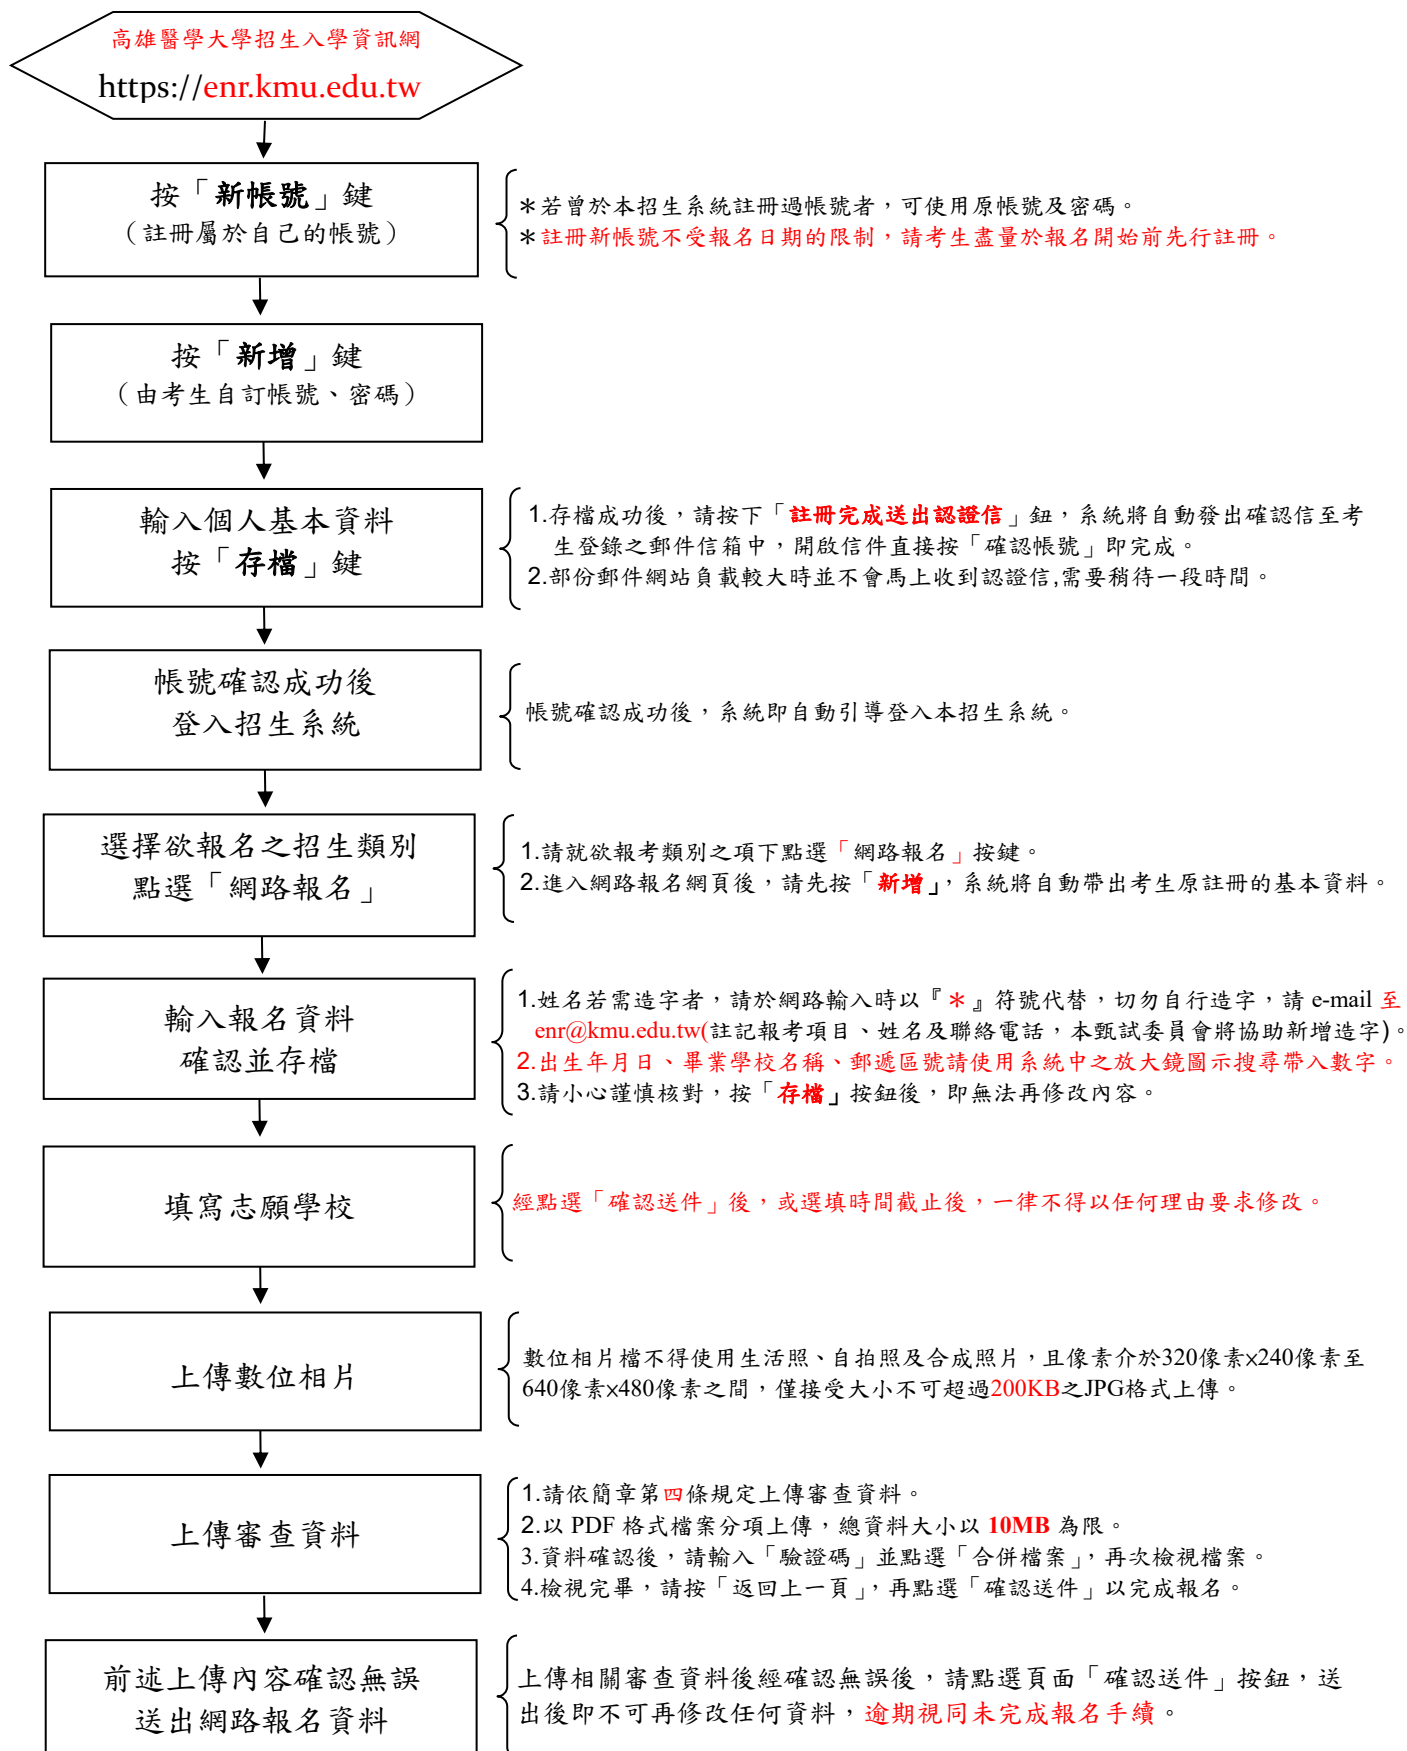 高雄醫學大學招生入學資訊網
https://enr.kmu.edu.tw
按「新帳號」鍵
（註冊屬於自己的帳號）
＊若曾於本招生系統註冊過帳號者，可使用原帳號及密碼。
＊註冊新帳號不受報名日期的限制，請考生盡量於報名開始前先行註冊。
按「新增」鍵
（由考生自訂帳號、密碼）
輸入個人基本資料
按「存檔」鍵
1.存檔成功後，請按下「註冊完成送出認證信」鈕，系統將自動發出確認信至考
生登錄之郵件信箱中，開啟信件直接按「確認帳號」即完成。
2.部份郵件網站負載較大時並不會馬上收到認證信,需要稍待一段時間。
帳號確認成功後
登入招生系統
帳號確認成功後，系統即自動引導登入本招生系統。
選擇欲報名之招生類別
點選「網路報名」
1.請就欲報考類別之項下點選「網路報名」按鍵。
2.進入網路報名網頁後，請先按「新增」，系統將自動帶出考生原註冊的基本資料。
輸入報名資料
確認並存檔
1.姓名若需造字者，請於網路輸入時以『＊』符號代替，切勿自行造字，請 e-mail 至
enr@kmu.edu.tw(註記報考項目、姓名及聯絡電話，本甄試委員會將協助新增造字)。
2.出生年月日、畢業學校名稱、郵遞區號請使用系統中之放大鏡圖示搜尋帶入數字。
3.請小心謹慎核對，按「存檔」按鈕後，即無法再修改內容。
填寫志願學校
經點選「確認送件」後，或選填時間截止後，一律不得以任何理由要求修改。
上傳數位相片
數位相片檔不得使用生活照、自拍照及合成照片，且像素介於320像素×240像素至
640像素×480像素之間，僅接受大小不可超過200KB之JPG格式上傳。
上傳審查資料
1.請依簡章第四條規定上傳審查資料。
2.以 PDF 格式檔案分項上傳，總資料大小以 10MB 為限。
3.資料確認後，請輸入「驗證碼」並點選「合併檔案」，再次檢視檔案。
4.檢視完畢，請按「返回上一頁」，再點選「確認送件」以完成報名。
前述上傳內容確認無誤
送出網路報名資料
上傳相關審查資料後經確認無誤後，請點選頁面「確認送件」按鈕，送
出後即不可再修改任何資料，逾期視同未完成報名手續。